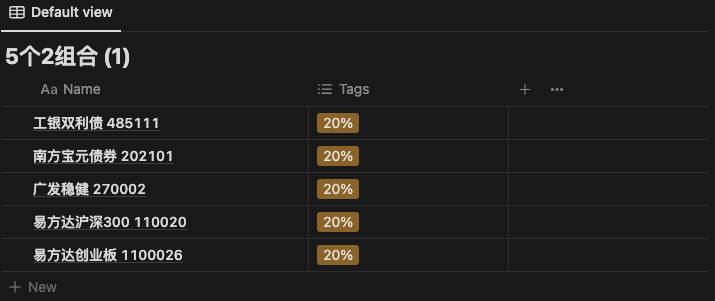 Default view
5个2组合 (1)
Aa Name Tags + ...
工银双利债 485111 20%
南方宝元债券 202101 20%
广发稳健 270002 20%
易方达沪深300 110020 20%
易方达创业板 1100026 20%
+ New